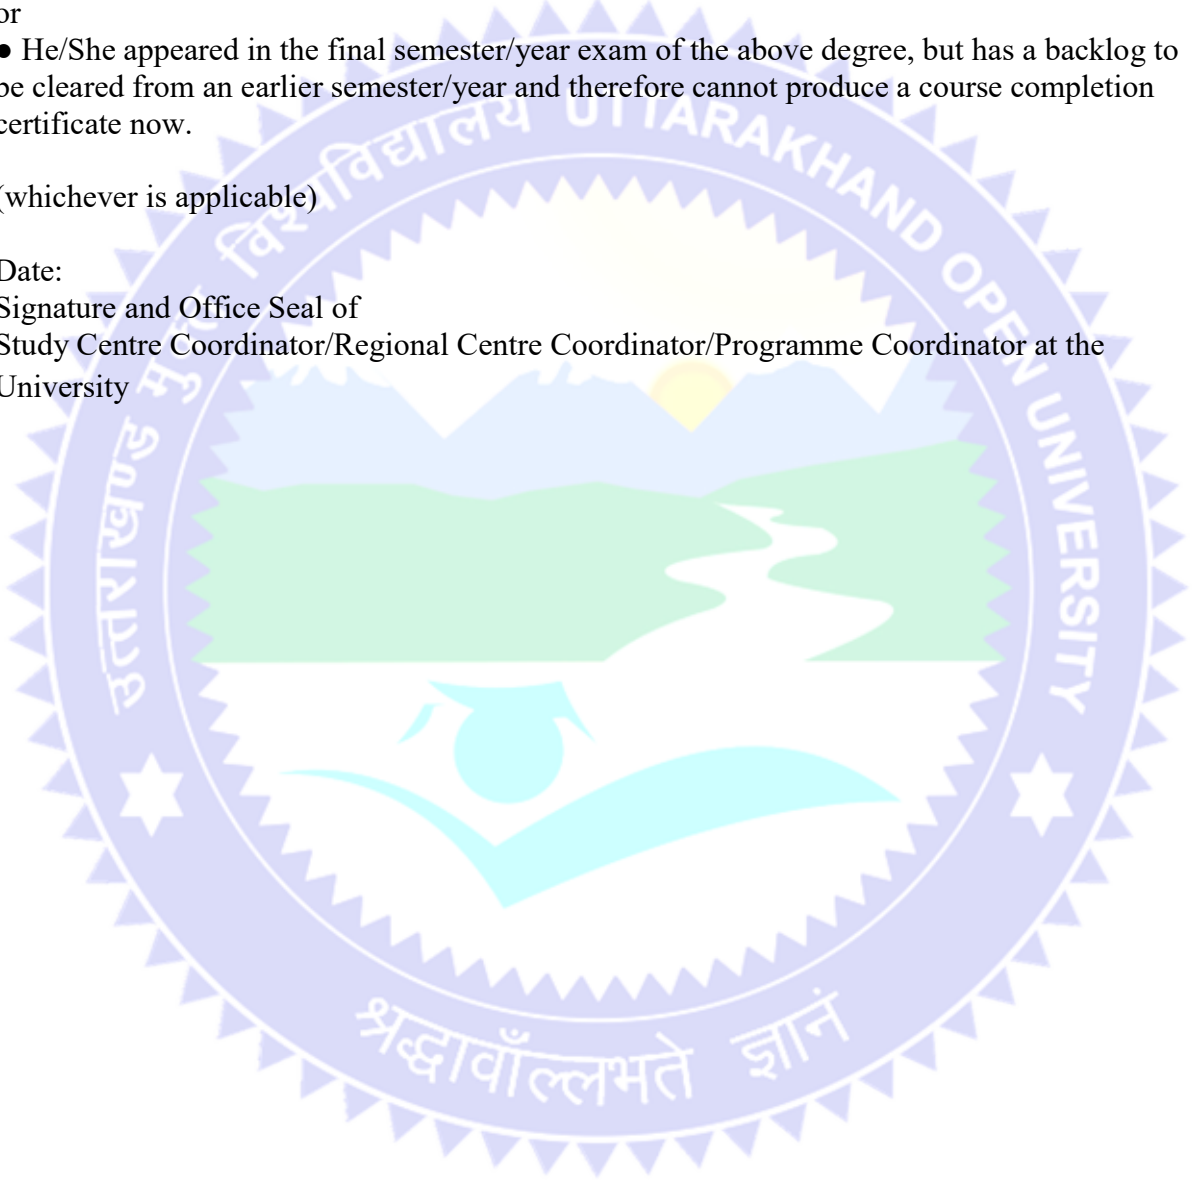 or
● He/She appeared in the final semester/year exam of the above degree, but has a backlog to
be cleared from an earlier semester/year and therefore cannot produce a course completion
certificate now.
(whichever is applicable)
Date:
Signature and Office Seal of
Study Centre Coordinator/Regional Centre Coordinator/Programme Coordinator at the
University
उत्तराखण्ड मुक्त विश्वविद्यालय UTTARAKHAND OPEN UNIVERSITY
श्रद्धावाँल्लभते ज्ञानं